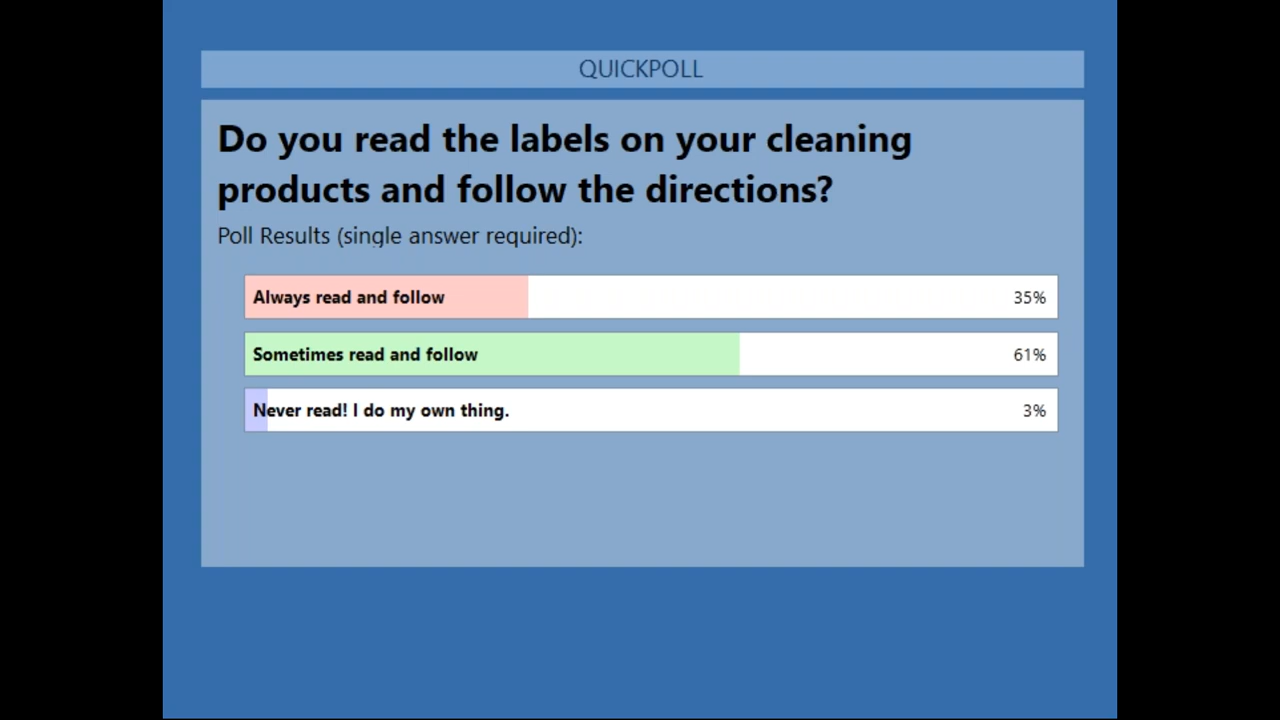 QUICKPOLL
Do you read the labels on your cleaning
products and follow the directions?
Poll Results (single answer required):
Always read and follow 35%
Sometimes read and follow 61%
Never read! I do my own thing. 3%